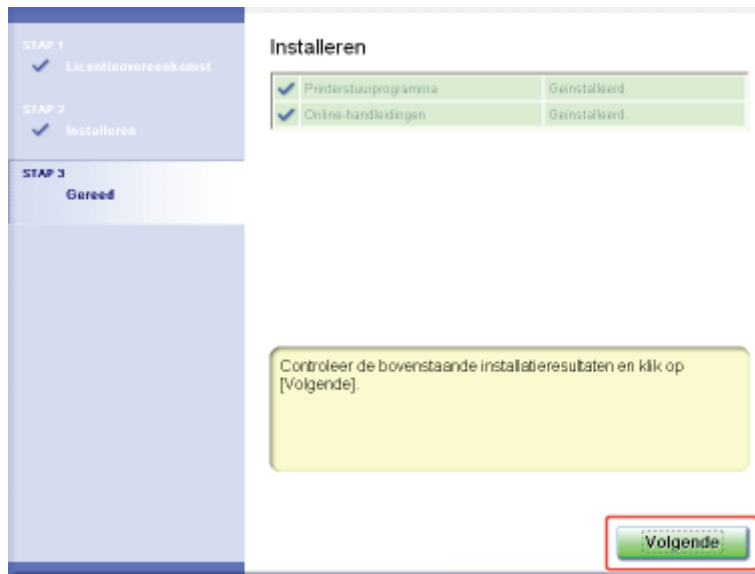 STAP 1
Licentieovereenkomst
STAP 2
Installeren
STAP 3
Gereed
Installeren
Printerstuurprogramma Geïnstalleerd.
Online-handleidingen Geïnstalleerd.
Controleer de bovenstaande installatieresultaten en klik op
[Volgende].
Volgende